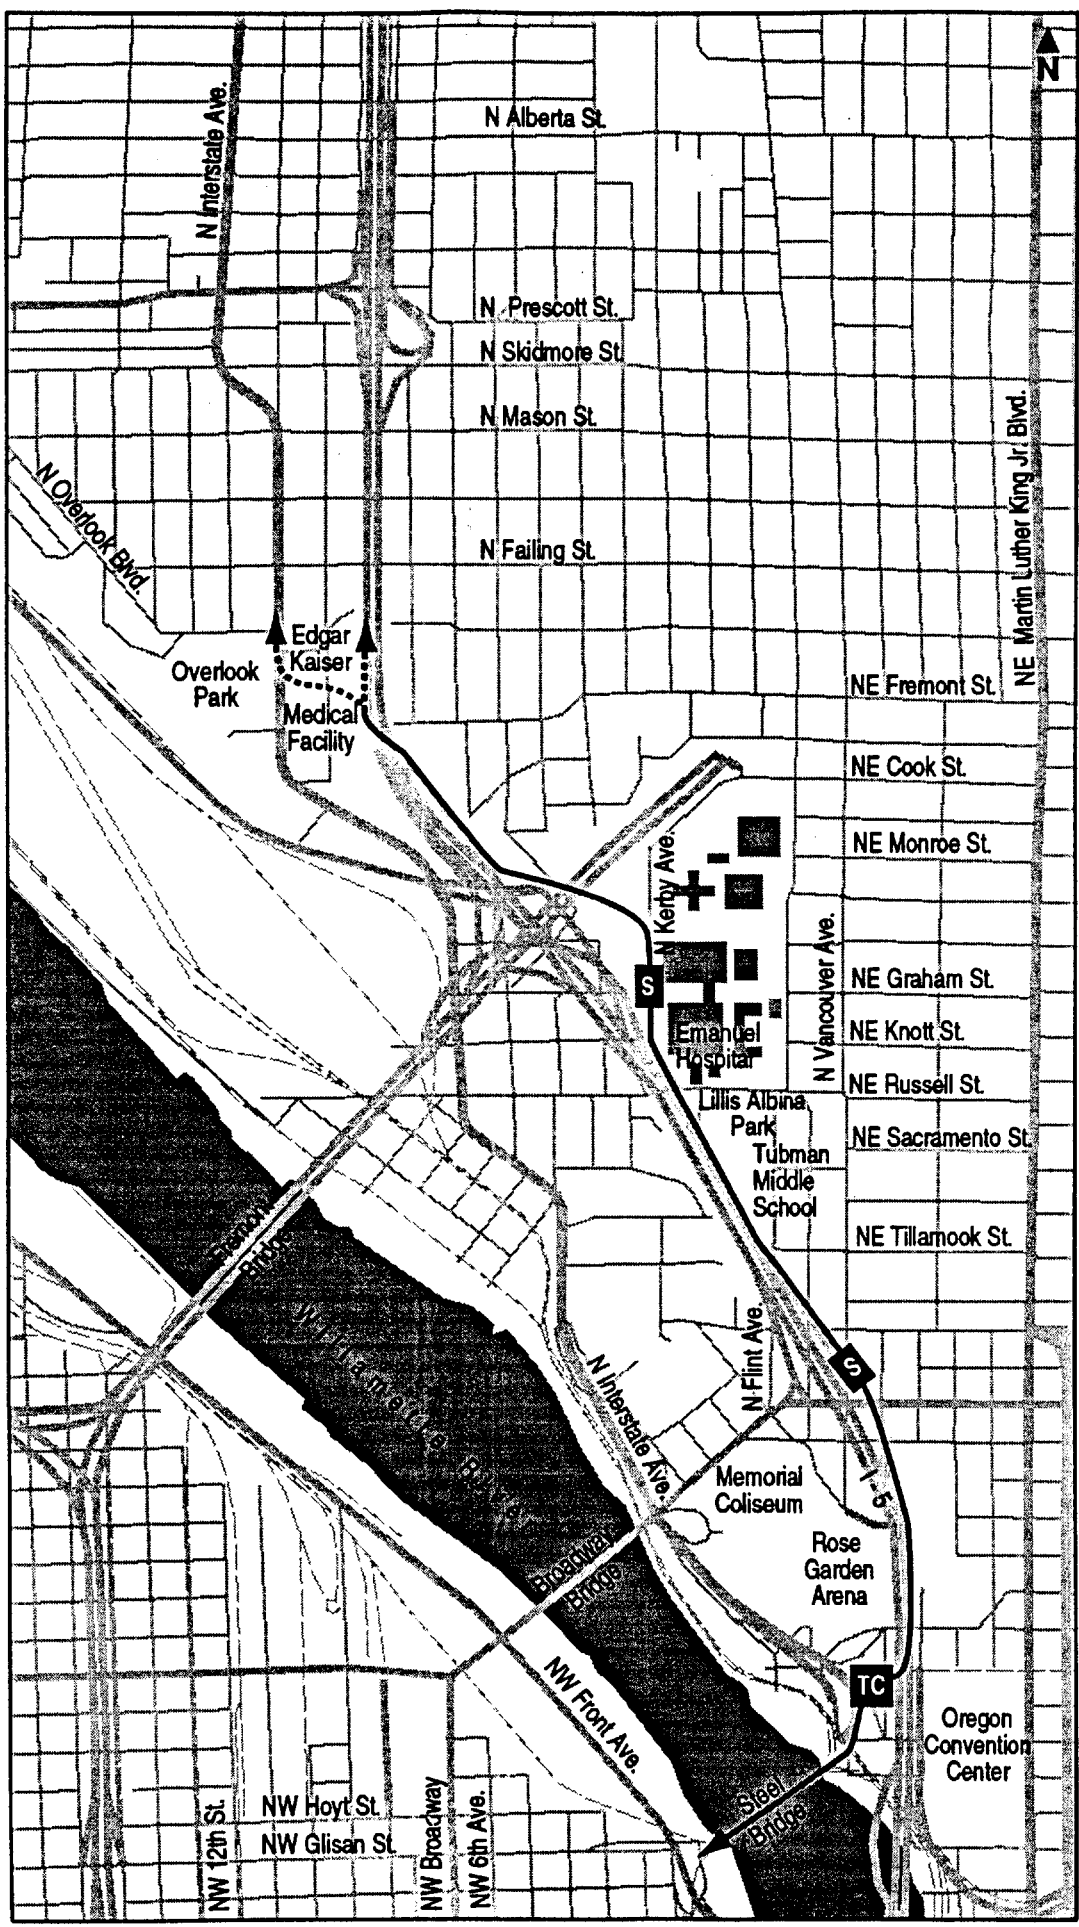 N
N Alberta St.
N Interstate Ave.
N Prescott St.
N Skidmore St.
N Mason St.
NE Martin Luther King Jr. Blvd.
N Overlook Blvd.
N Failing St.
Edgar
Kaiser
Overlook
Park
Medical
Facility
NE Fremont St.
NE Cook St.
NE Monroe St.
N Kerby Ave.
N Vancouver Ave.
NE Graham St.
S
NE Knott St.
Emanuel
Hospital
NE Russell St.
Lillis Albina
Park
NE Sacramento St.
Tubman
Middle
School
Fremont
Bridge
NE Tillamook St.
Willamette River
N Flint Ave.
S
N Interstate Ave.
Memorial
Coliseum
I-5
Rose
Garden
Arena
Broadway
Bridge
TC
NW Front Ave.
Oregon
Convention
Center
Steel
Bridge
NW Hoyt St.
NW Glisan St.
NW 12th St.
NW Broadway
NW 6th Ave.